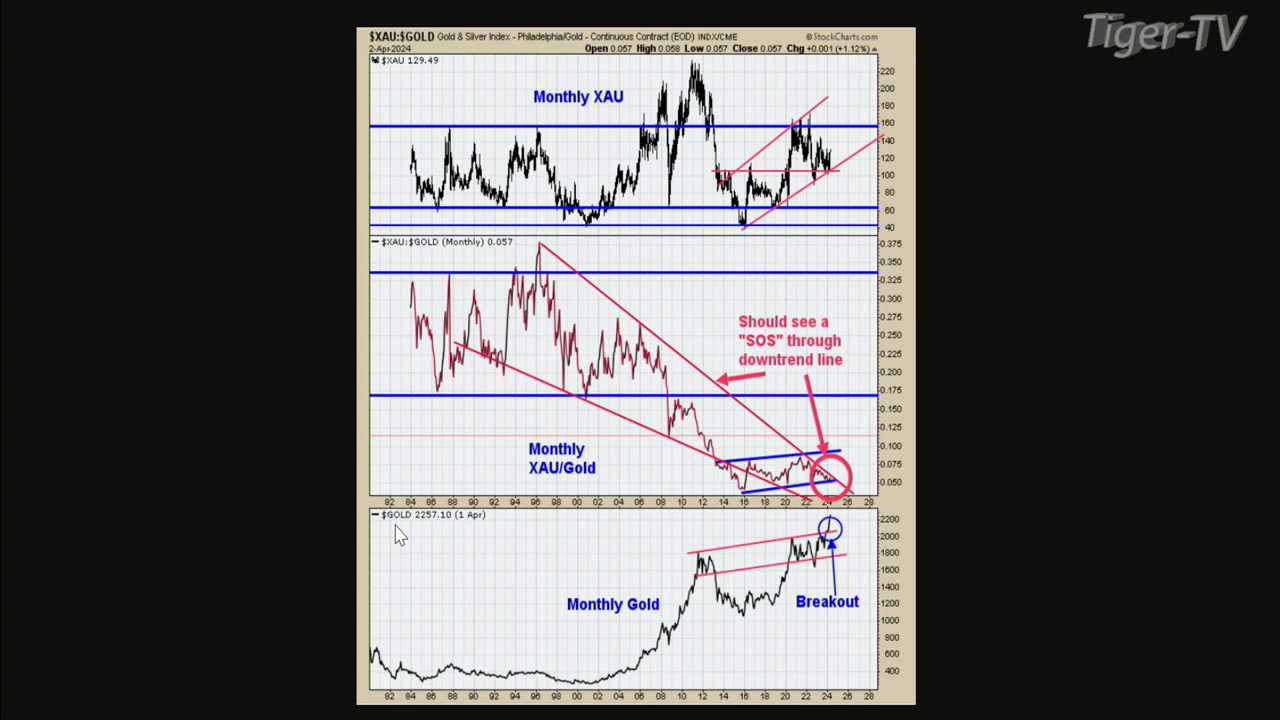 Tiger-TV
$XAU:$GOLD Gold & Silver Index - Philadelphia/Gold - Continuous Contract (EOD) INDX/CME
© StockCharts.com
2-Apr-2024
Open 0.057 High 0.058 Low 0.057 Close 0.057 Chg +0.001 (+1.12%)
$XAU 129.49
Monthly XAU
220
200
180
160
140
120
100
80
60
40
$XAU:$GOLD (Monthly) 0.057
0.375
0.350
0.325
0.300
0.275
0.250
0.225
0.200
0.175
0.150
0.125
0.100
0.075
0.050
Should see a
"SOS" through
downtrend line
Monthly
XAU/Gold
82 84 86 88 90 92 94 96 98 00 02 04 06 08 10 12 14 16 18 20 22 24 26 28
$GOLD 2257.10 (1 Apr)
2200
2000
1800
1600
1400
1200
1000
800
600
400
Monthly Gold
Breakout
82 84 86 88 90 92 94 96 98 00 02 04 06 08 10 12 14 16 18 20 22 24 26 28